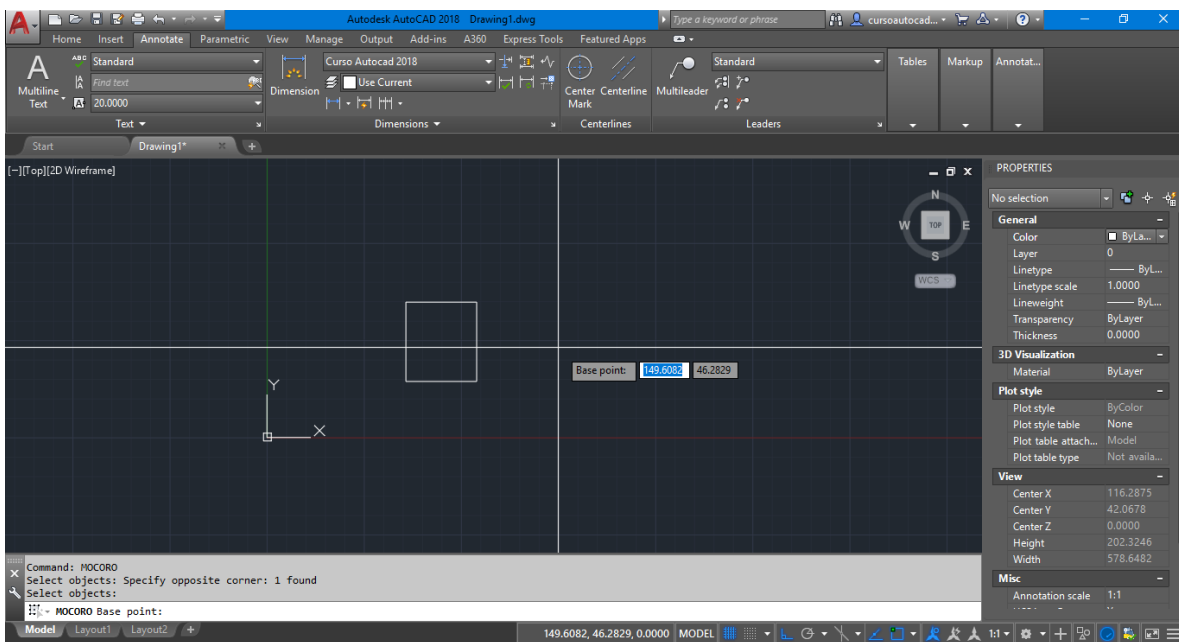 Autodesk AutoCAD 2018 Drawing1.dwg
Type a keyword or phrase
cursoautocad...
Home Insert Annotate Parametric View Manage Output Add-ins A360 Express Tools Featured Apps
A
Multiline
Text
ABC Standard
Find text
20.0000
Text
Dimension
Curso Autocad 2018
Use Current
Dimensions
Center
Mark
Centerline
Centerlines
Multileader
Standard
Leaders
Tables
Markup
Annotat...
Start
Drawing1*
[−][Top][2D Wireframe]
N
W TOP E
S
WCS
Base point: 149.6082 46.2829
Y
X
PROPERTIES
No selection
General
Color ByLa...
Layer 0
Linetype ByL...
Linetype scale 1.0000
Lineweight ByL...
Transparency ByLayer
Thickness 0.0000
3D Visualization
Material ByLayer
Plot style
Plot style ByColor
Plot style table None
Plot table attach... Model
Plot table type Not availa...
View
Center X 116.2875
Center Y 42.0678
Center Z 0.0000
Height 202.3246
Width 578.6482
Misc
Annotation scale 1:1
Command: MOCORO
Select objects: Specify opposite corner: 1 found
Select objects:
MOCORO Base point:
Model Layout1 Layout2 +
149.6082, 46.2829, 0.0000 MODEL
1:1